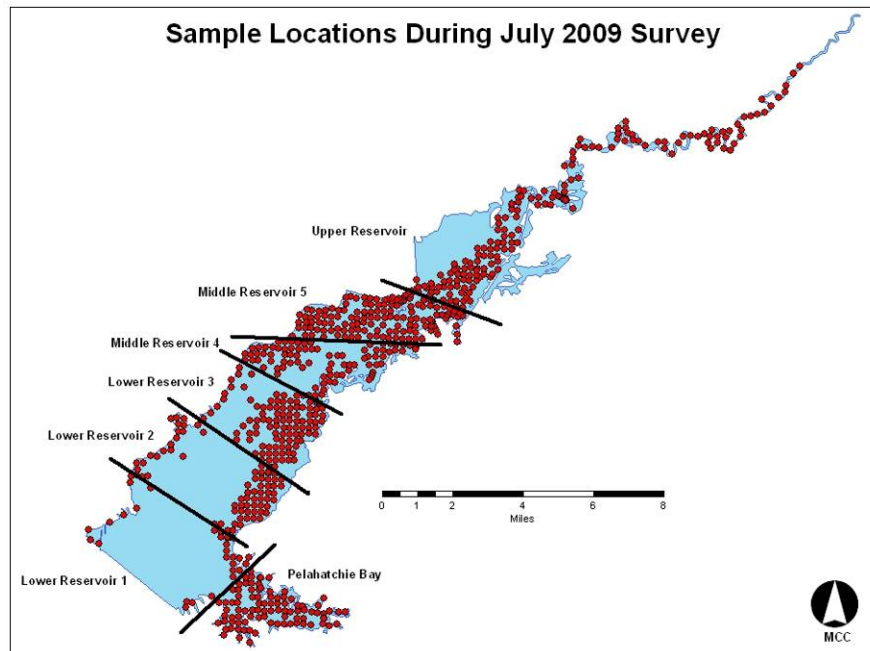 Sample Locations During July 2009 Survey
Upper Reservoir
Middle Reservoir 5
Middle Reservoir 4
Lower Reservoir 3
Lower Reservoir 2
0 1 2 4 6 8
Miles
Lower Reservoir 1
Pelahatchie Bay
MCC